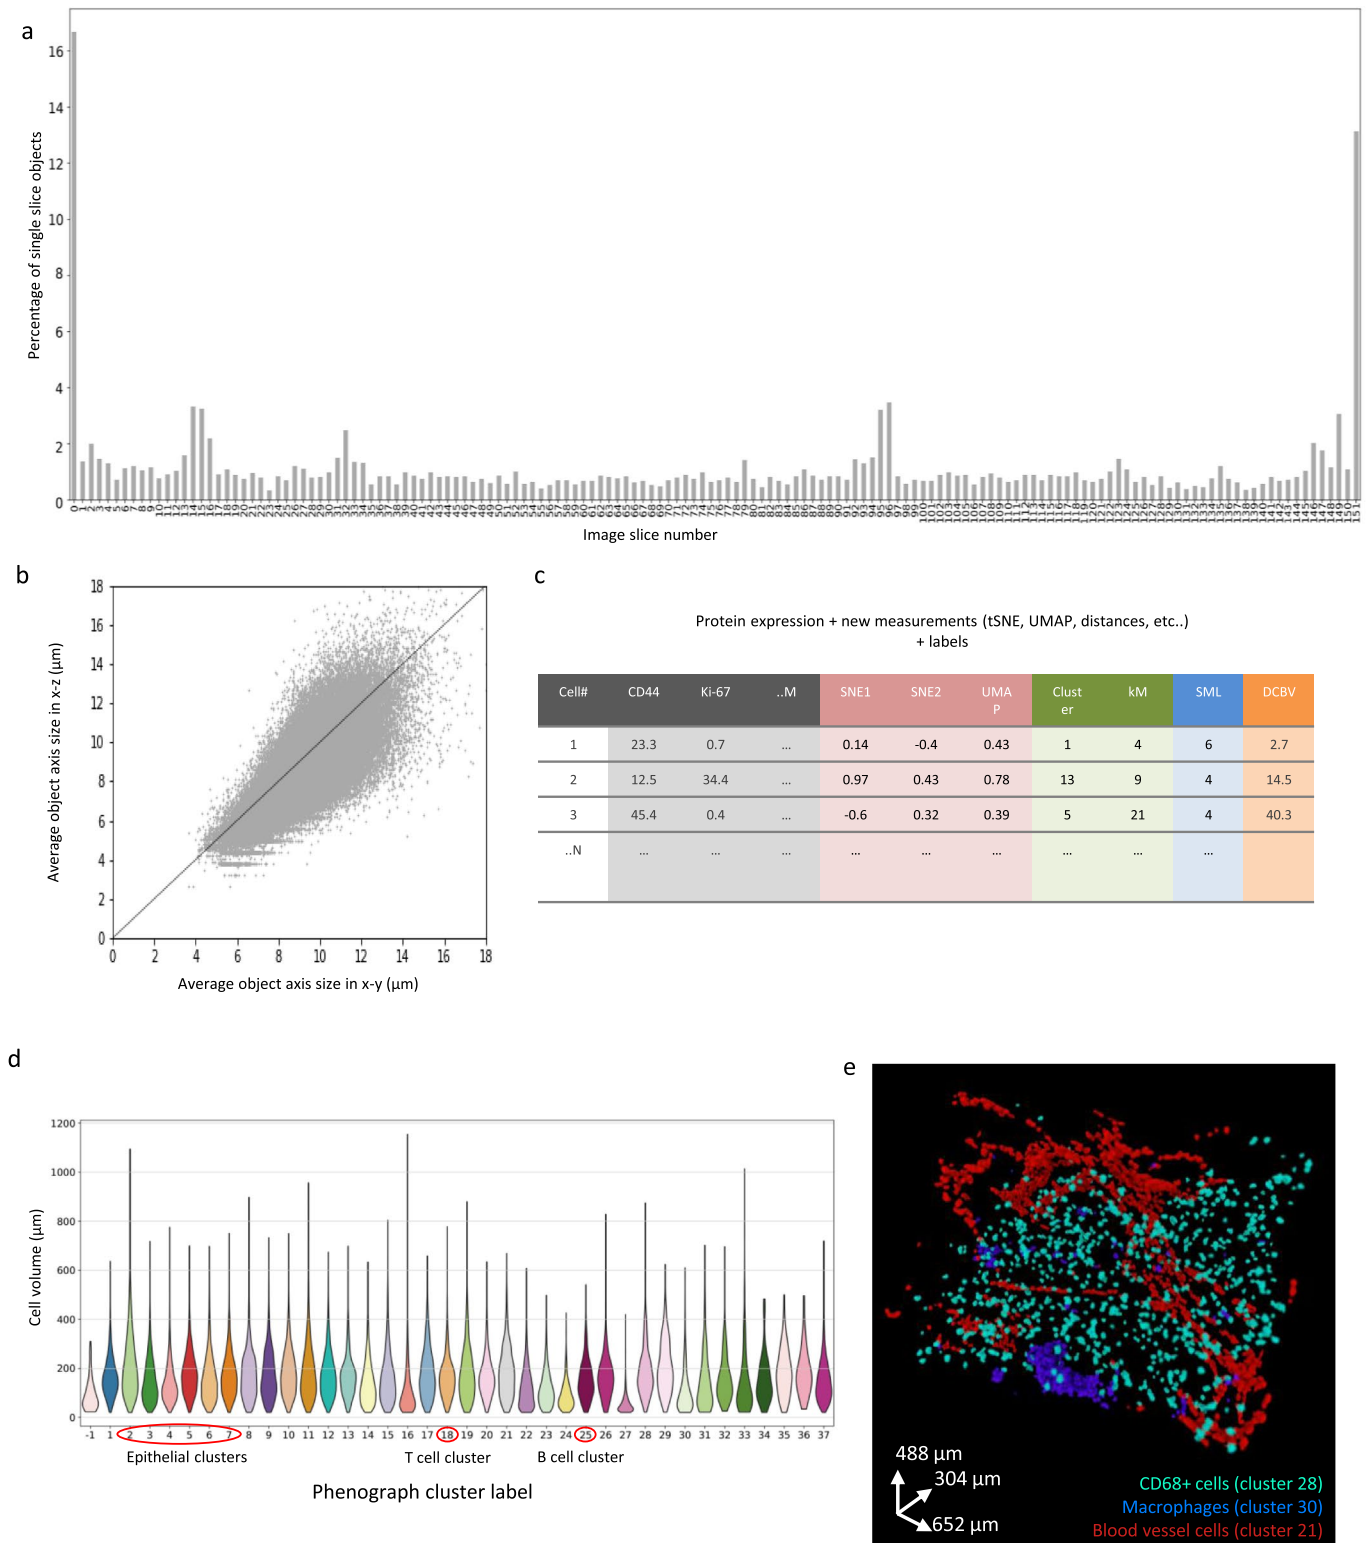 a
Percentage of single slice objects
16
14
12
10
8
6
4
2
0
Image slice number
b
Average object axis size in x-z (µm)
18
16
14
12
10
8
6
4
2
0
0 2 4 6 8 10 12 14 16 18
Average object axis size in x-y (µm)
c
Protein expression + new measurements (tSNE, UMAP, distances, etc..)
+ labels
Cell# CD44 Ki-67 ..M SNE1 SNE2 UMA Clust kM SML DCBV
P er
1 23.3 0.7 ... 0.14 -0.4 0.43 1 4 6 2.7
2 12.5 34.4 ... 0.97 0.43 0.78 13 9 4 14.5
3 45.4 0.4 ... -0.6 0.32 0.39 5 21 4 40.3
..N ... ... ... ... ... ... ... ... ...
d
Cell volume (µm)
1200
1000
800
600
400
200
0
-1 1 2 3 4 5 6 7 8 9 10 11 12 13 14 15 16 17 18 19 20 21 22 23 24 25 26 27 28 29 30 31 32 33 34 35 36 37
Epithelial clusters T cell cluster B cell cluster
Phenograph cluster label
e
488 µm
304 µm
652 µm
CD68+ cells (cluster 28)
Macrophages (cluster 30)
Blood vessel cells (cluster 21)